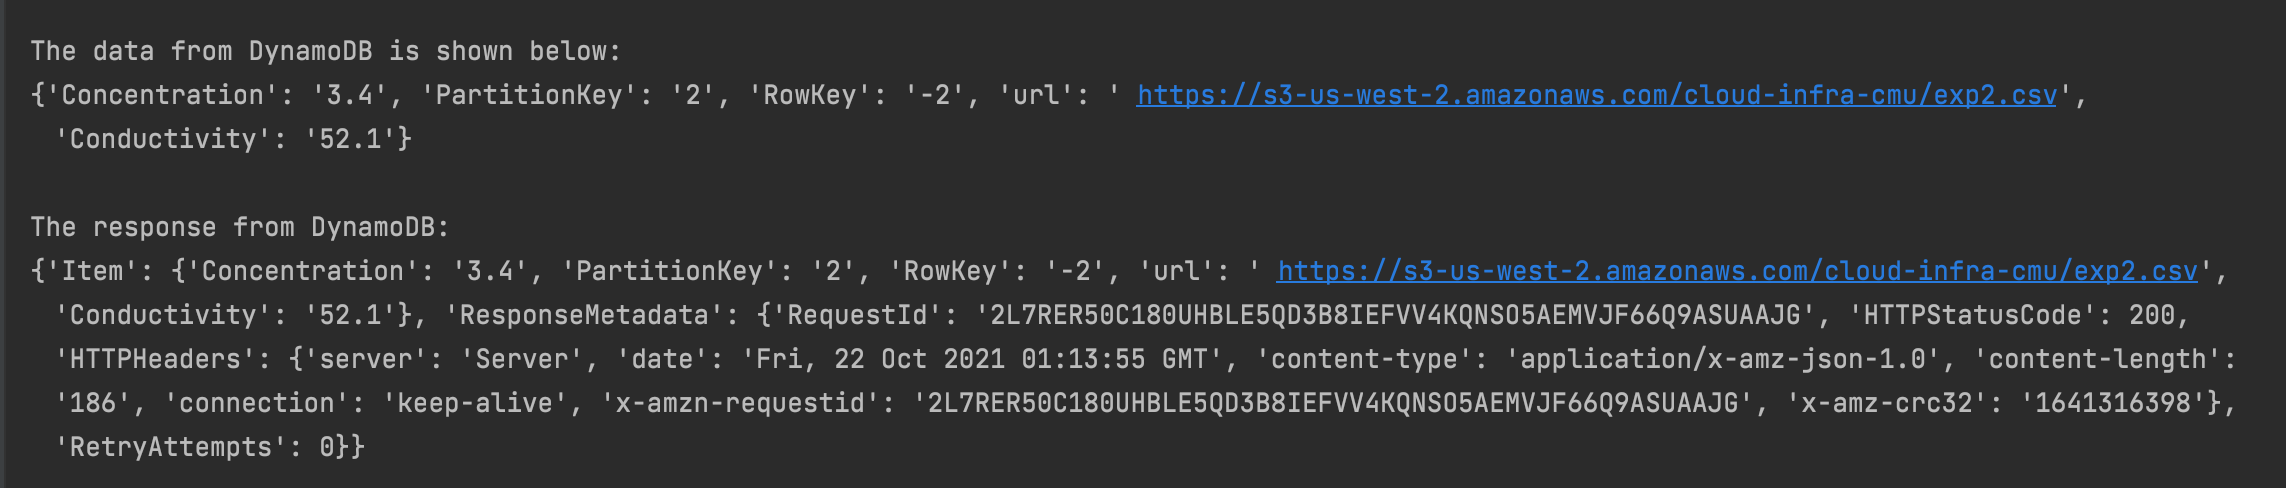 The data from DynamoDB is shown below:
{'Concentration': '3.4', 'PartitionKey': '2', 'RowKey': '-2', 'url': ' https://s3-us-west-2.amazonaws.com/cloud-infra-cmu/exp2.csv',
'Conductivity': '52.1'}
The response from DynamoDB:
{'Item': {'Concentration': '3.4', 'PartitionKey': '2', 'RowKey': '-2', 'url': ' https://s3-us-west-2.amazonaws.com/cloud-infra-cmu/exp2.csv',
'Conductivity': '52.1'}, 'ResponseMetadata': {'RequestId': '2L7RER50C180UHBLE5QD3B8IEFVV4KQNSO5AEMVJF66Q9ASUAAJG', 'HTTPStatusCode': 200,
'HTTPHeaders': {'server': 'Server', 'date': 'Fri, 22 Oct 2021 01:13:55 GMT', 'content-type': 'application/x-amz-json-1.0', 'content-length':
'186', 'connection': 'keep-alive', 'x-amzn-requestid': '2L7RER50C180UHBLE5QD3B8IEFVV4KQNSO5AEMVJF66Q9ASUAAJG', 'x-amz-crc32': '1641316398'},
'RetryAttempts': 0}}